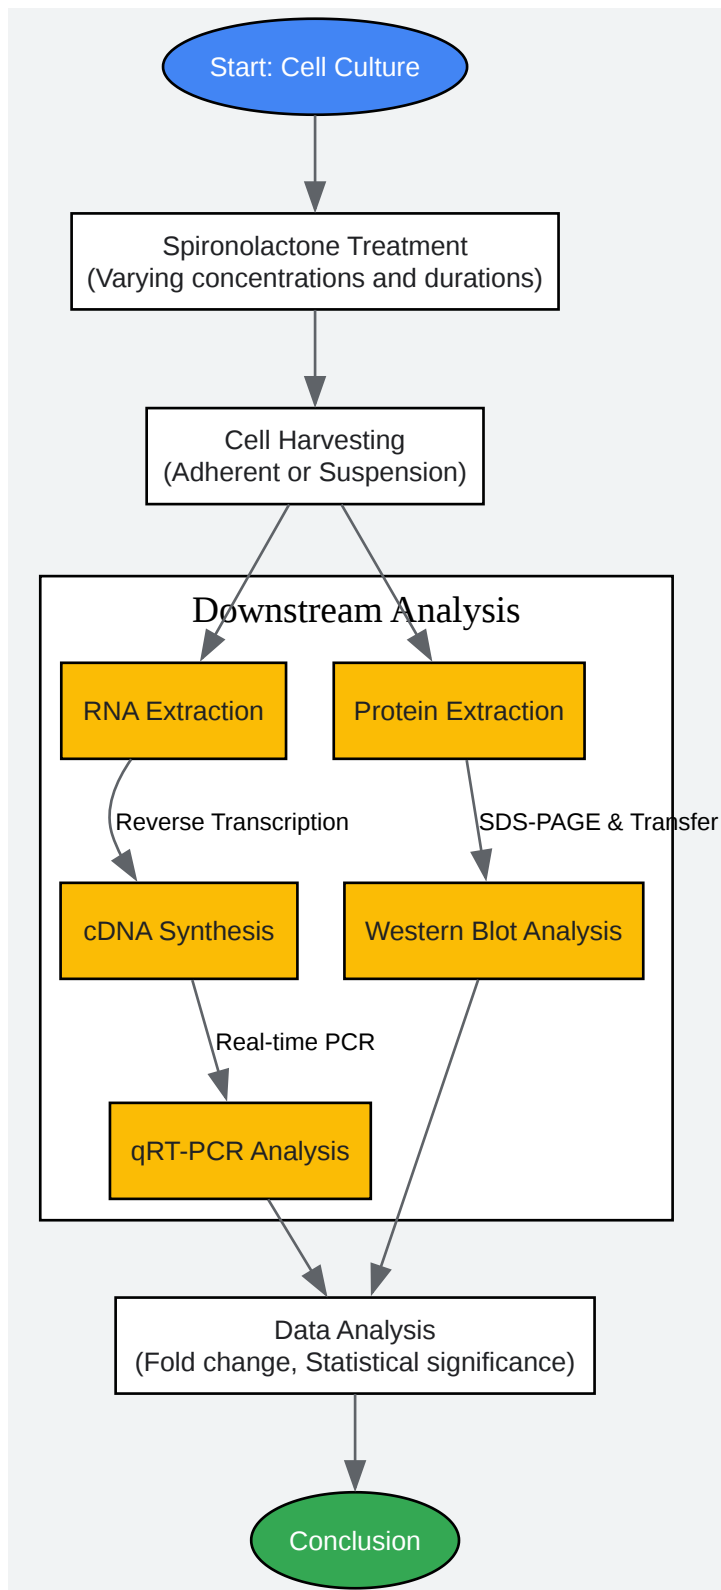 Start: Cell Culture
Spironolactone Treatment
(Varying concentrations and durations)
Cell Harvesting
(Adherent or Suspension)
Downstream Analysis
RNA Extraction
Protein Extraction
Reverse Transcription
SDS-PAGE & Transfer
cDNA Synthesis
Western Blot Analysis
Real-time PCR
qRT-PCR Analysis
Data Analysis
(Fold change, Statistical significance)
Conclusion